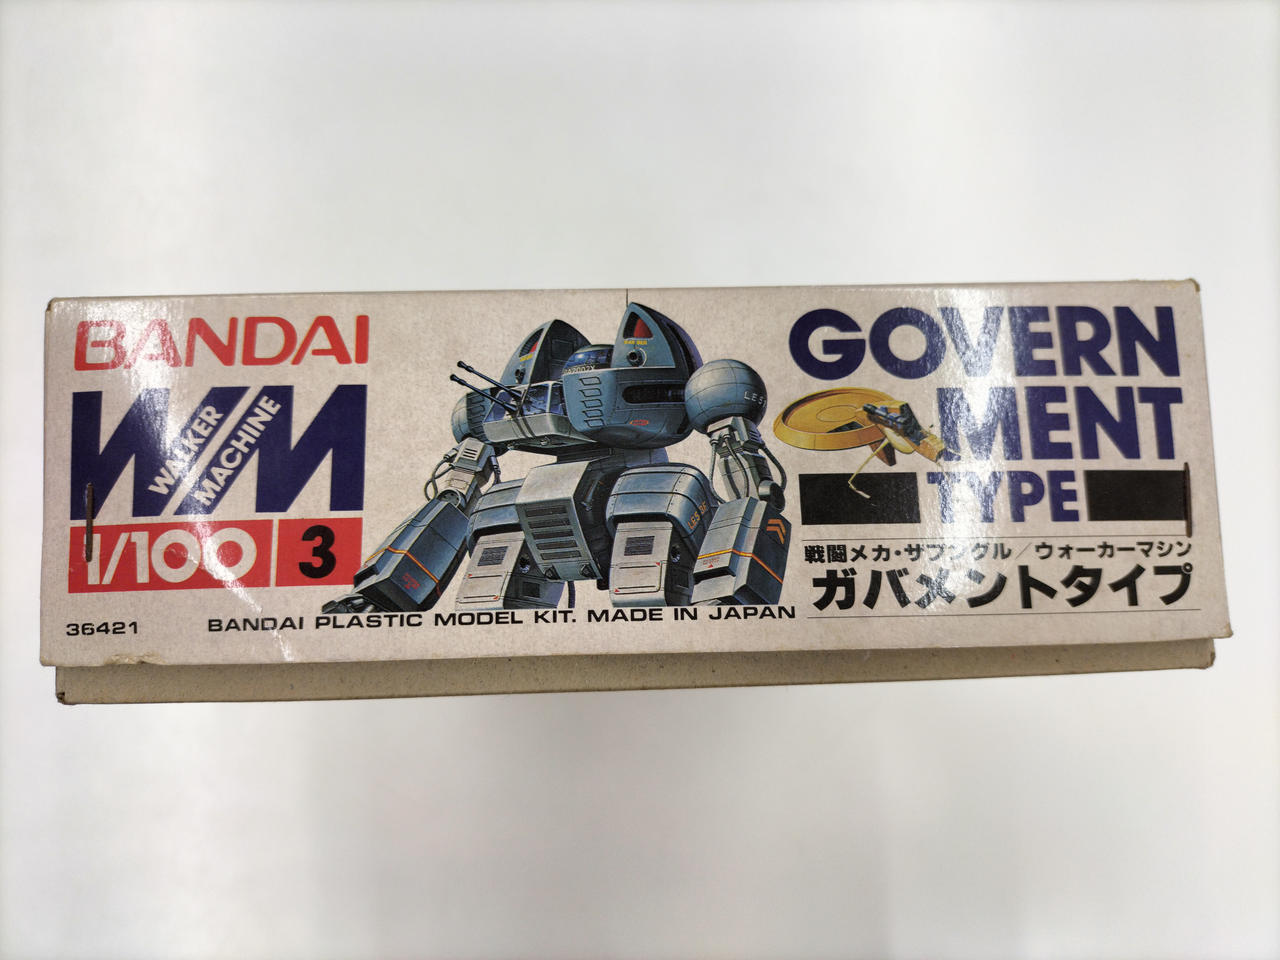 BANDAI
WM
WALKER
MACHINE
1/100 3
36421
BANDAI PLASTIC MODEL KIT. MADE IN JAPAN
GOVERN
MENT
TYPE
戦闘メカ・ザブングル/ウォーカーマシン
ガバメントタイプ